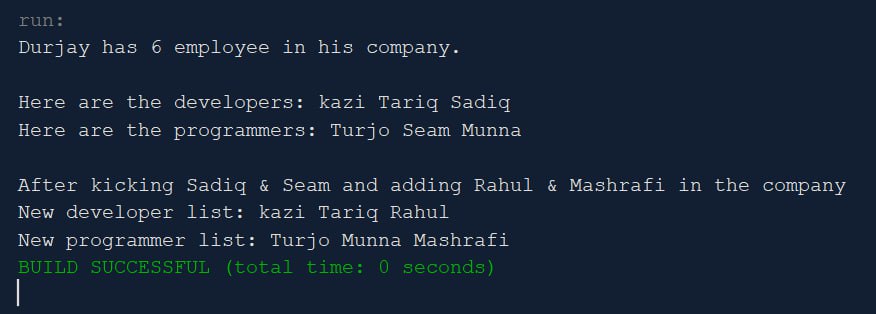 run:
Durjay has 6 employee in his company.
Here are the developers: kazi Tariq Sadiq
Here are the programmers: Turjo Seam Munna
After kicking Sadiq & Seam and adding Rahul & Mashrafi in the company
New developer list: kazi Tariq Rahul
New programmer list: Turjo Munna Mashrafi
BUILD SUCCESSFUL (total time: 0 seconds)